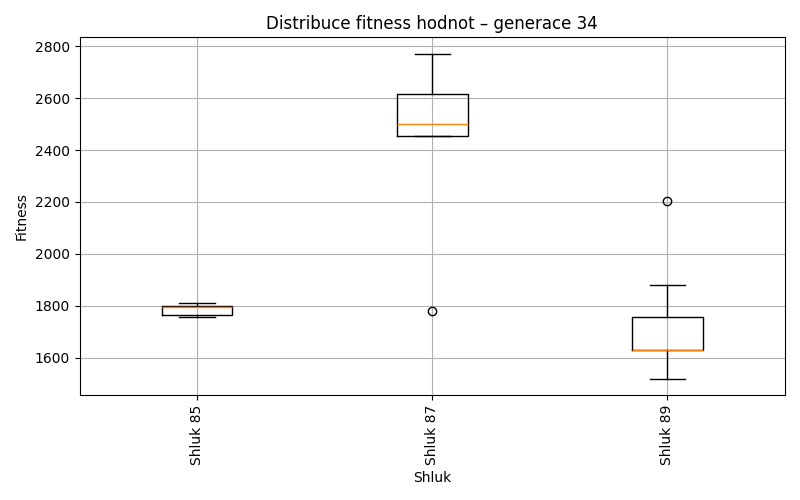 Distribuce fitness hodnot – generace 34
Fitness
2800
2600
2400
2200
2000
1800
1600
Shluk 85
Shluk 87
Shluk 89
Shluk